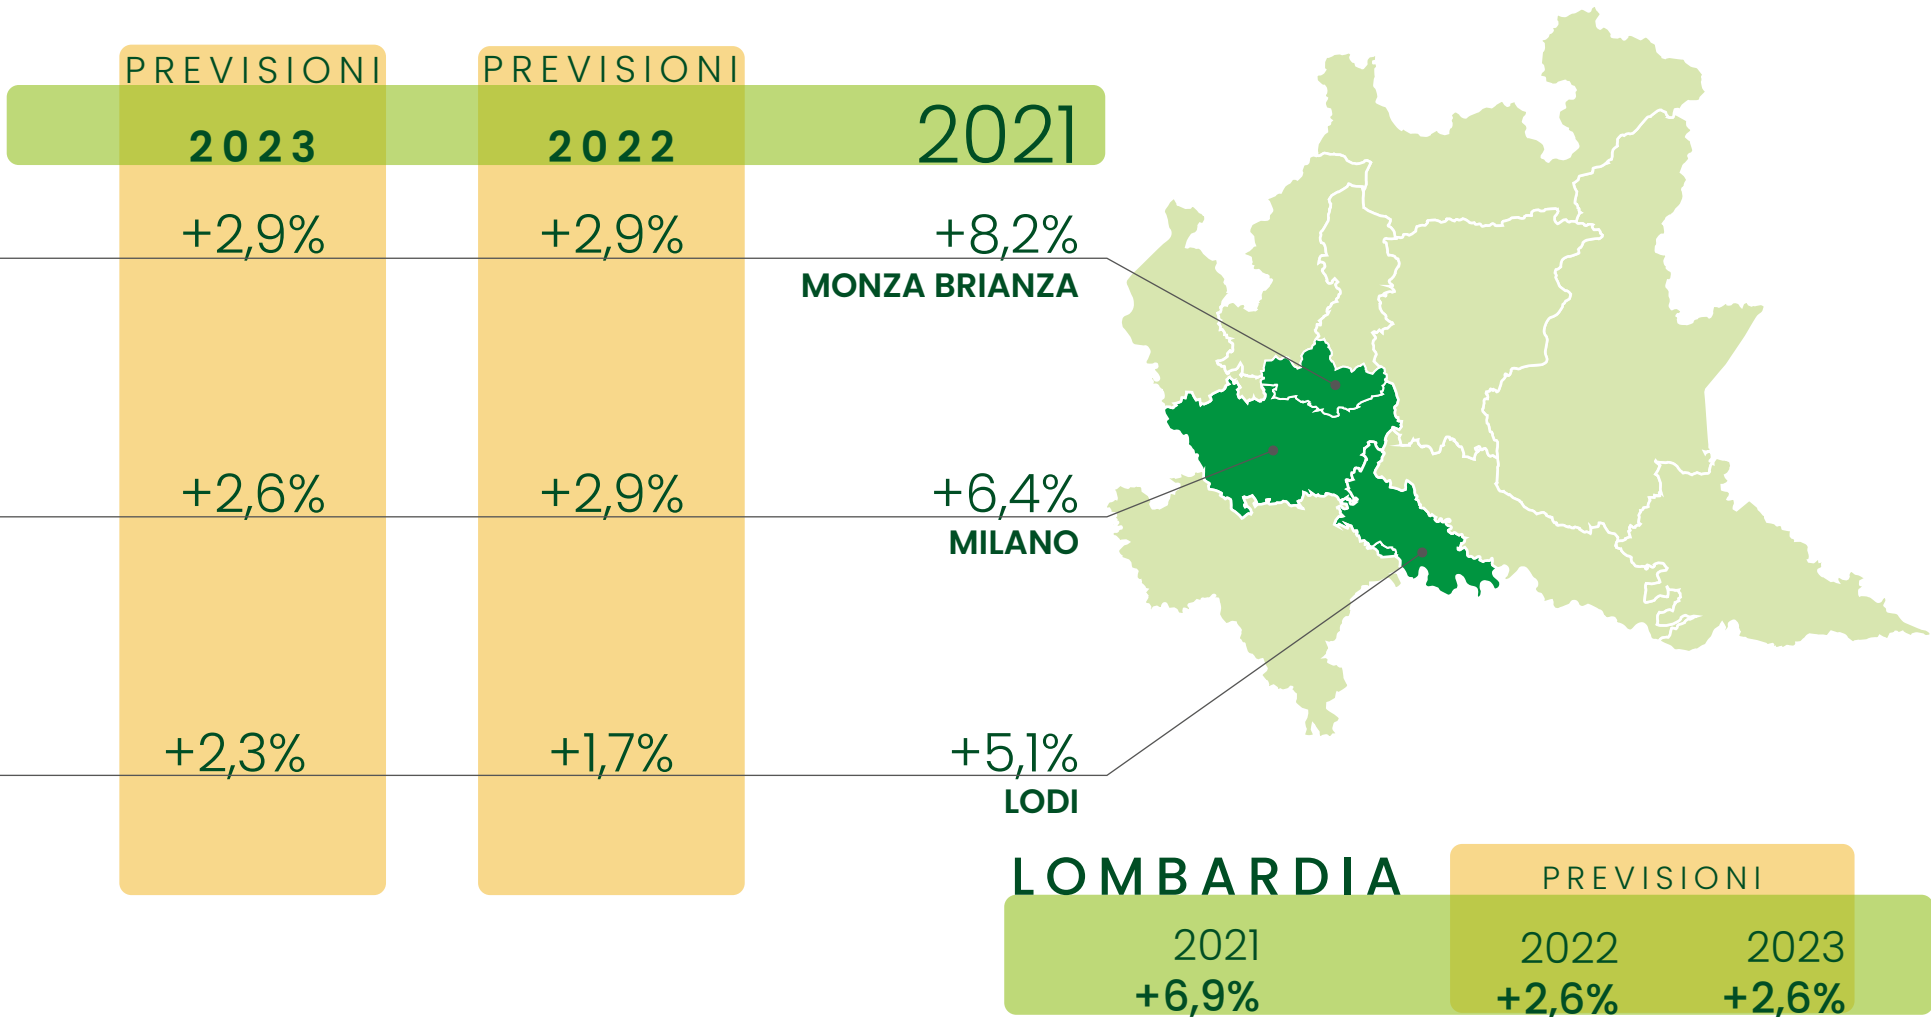 PREVISIONI PREVISIONI
2023 2022 2021
+2,9% +2,9% +8,2%
MONZA BRIANZA
+2,6% +2,9% +6,4%
MILANO
+2,3% +1,7% +5,1%
LODI
LOMBARDIA PREVISIONI
2021 2022 2023
+6,9% +2,6% +2,6%